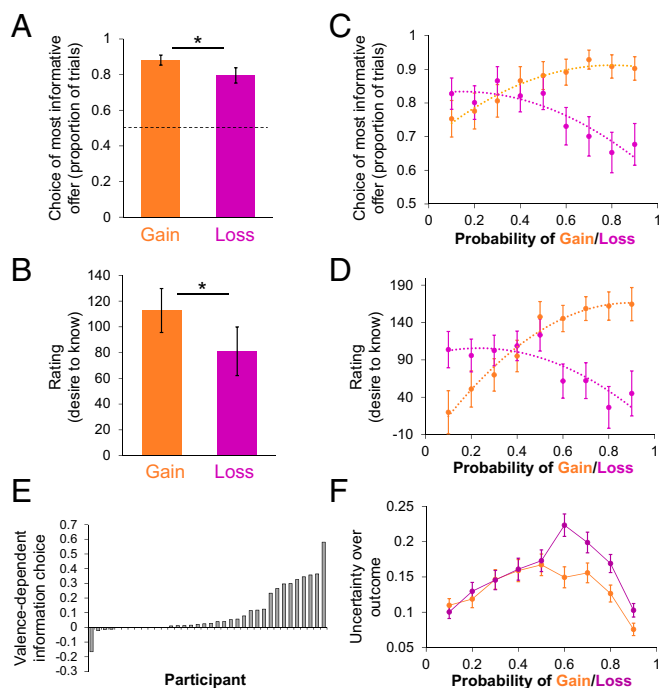 A
*
Choice of most informative
offer (proportion of trials)
1
0.8
0.6
0.4
0.2
0
Gain
Loss
B
*
Rating
(desire to know)
140
120
100
80
60
40
20
0
Gain
Loss
E
Valence-dependent
information choice
0.7
0.6
0.5
0.4
0.3
0.2
0.1
0
-0.1
-0.2
-0.3
Participant
C
Choice of most informative
offer (proportion of trials)
1
0.9
0.8
0.7
0.6
0.5
0
0.2
0.4
0.6
0.8
1
Probability of Gain/Loss
D
Rating
(desire to know)
190
140
90
40
-10
0
0.2
0.4
0.6
0.8
1
Probability of Gain/Loss
F
Uncertainty over
outcome
0.25
0.2
0.15
0.1
0.05
0
0.2
0.4
0.6
0.8
1
Probability of Gain/Loss